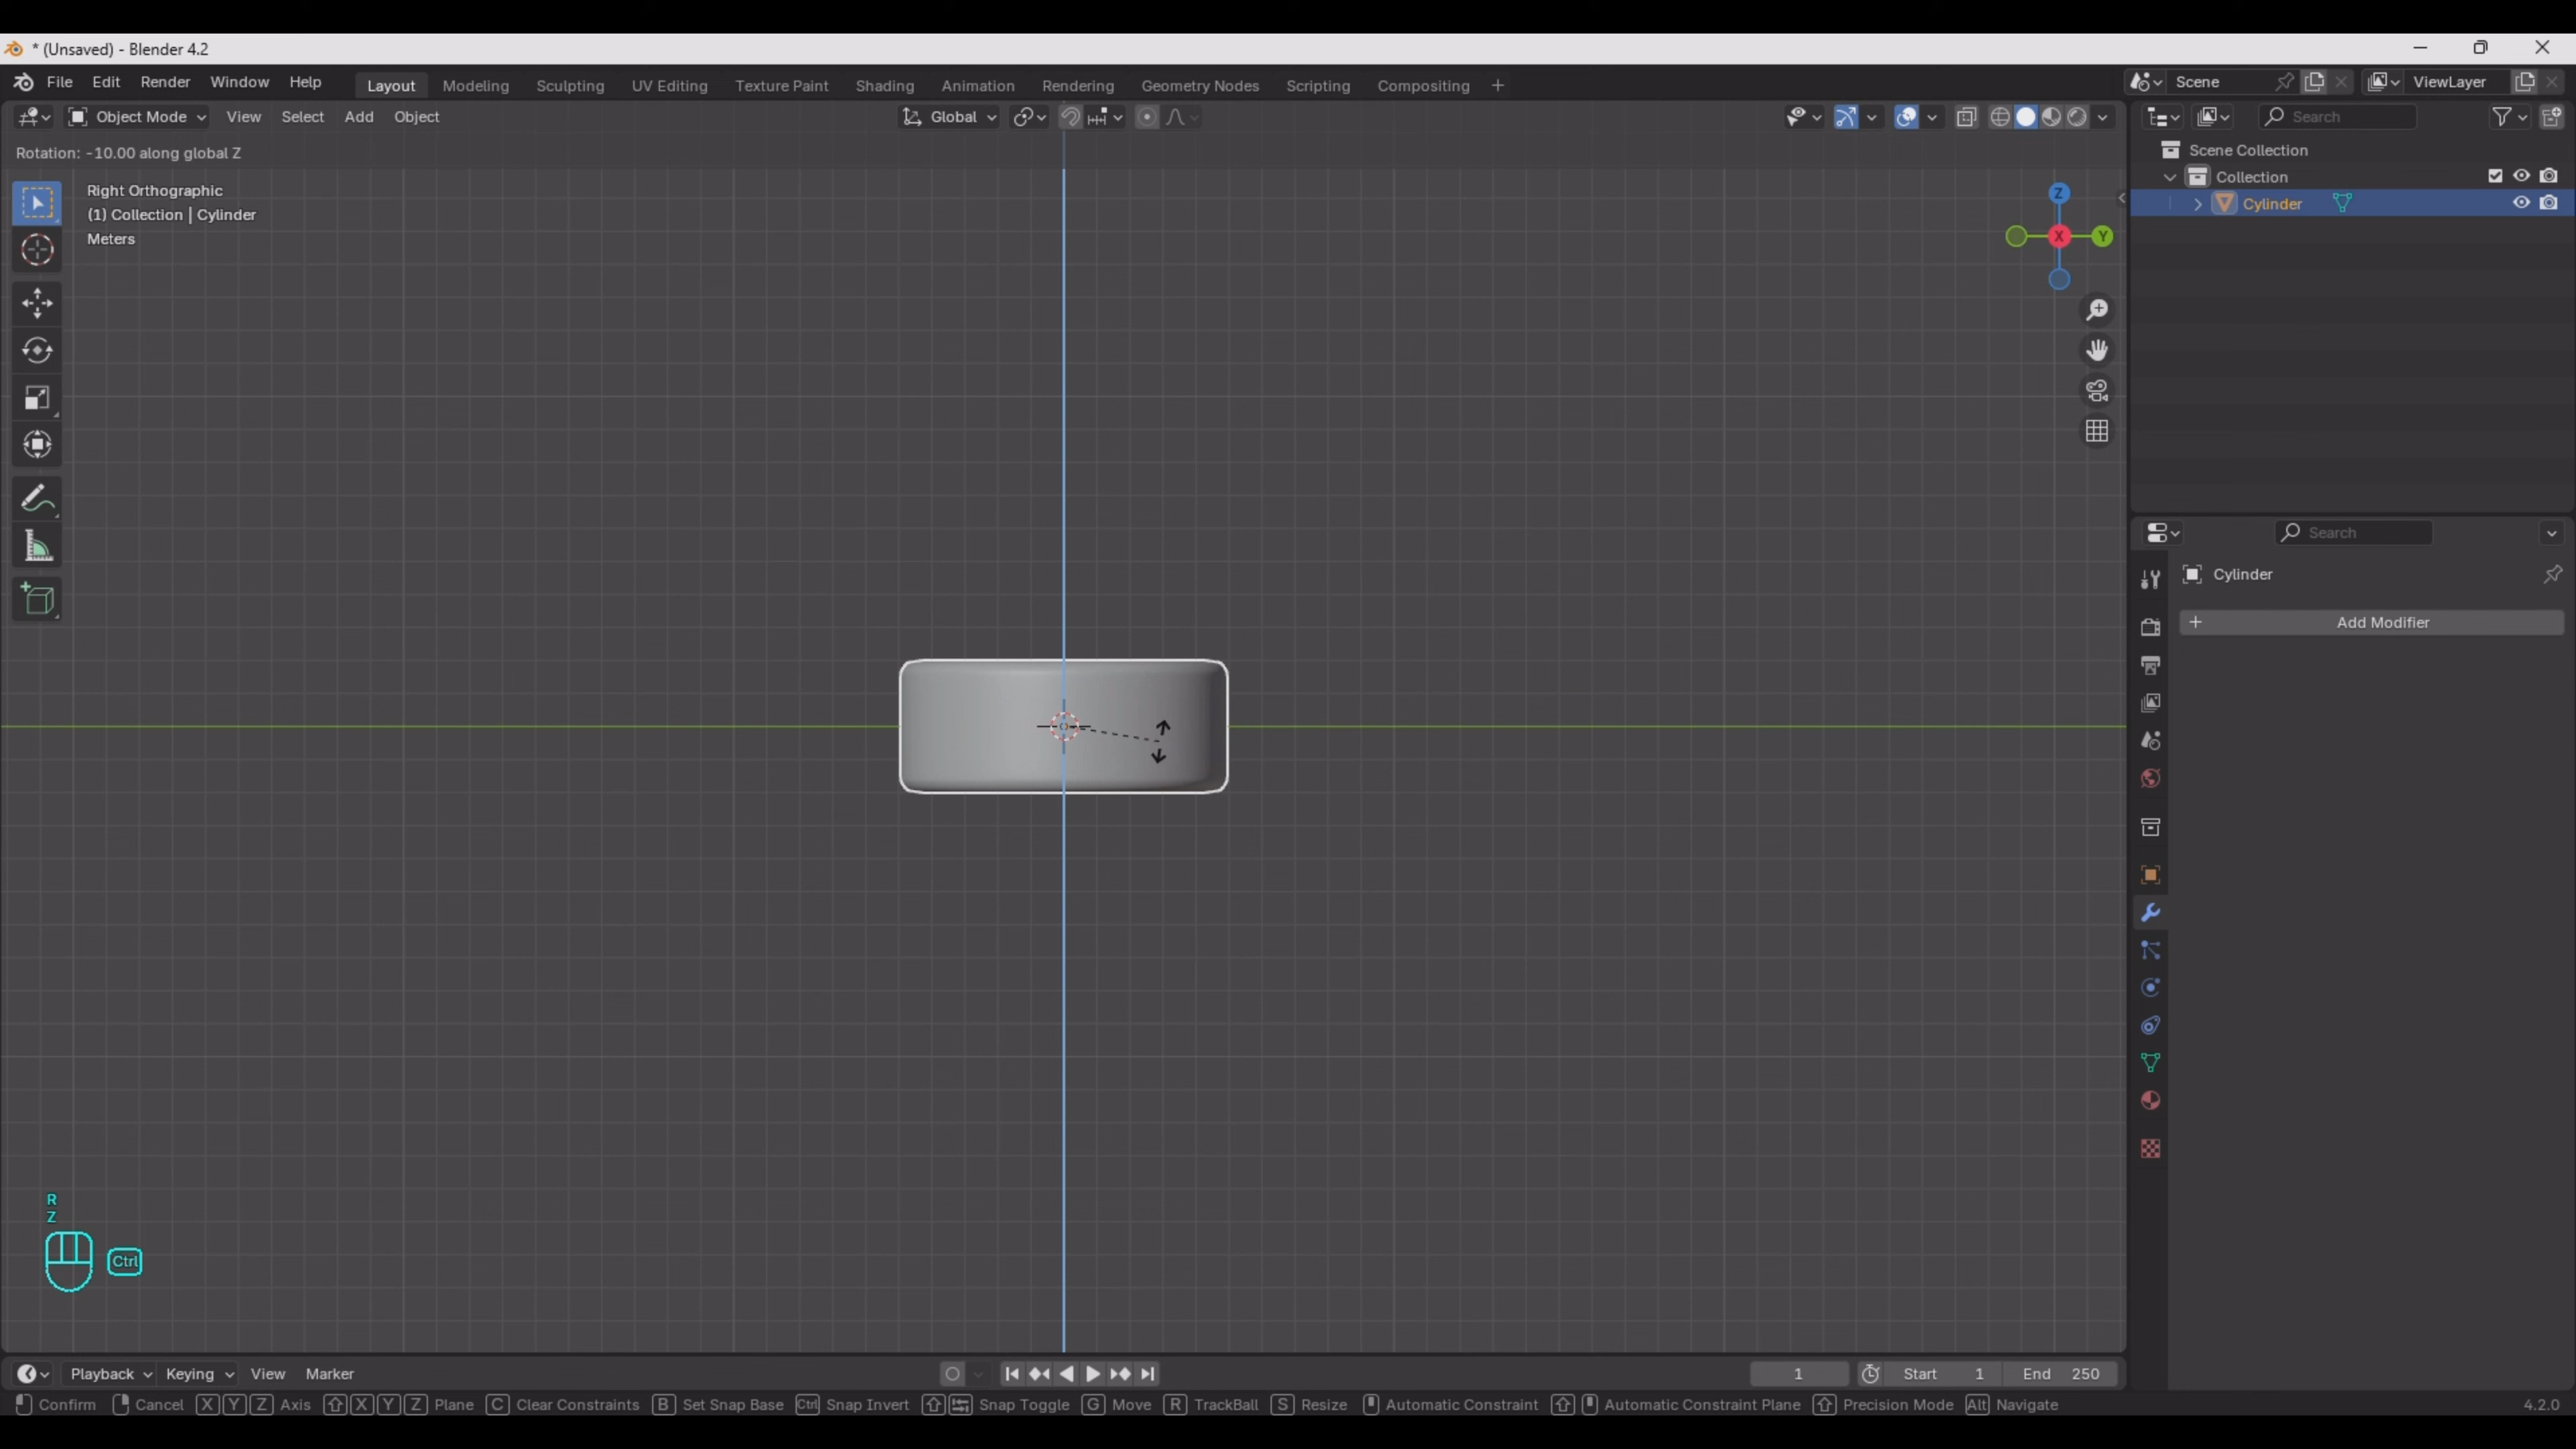 * (Unsaved) - Blender 4.2
File Edit Render Window Help Layout Modeling Sculpting UV Editing Texture Paint Shading Animation Rendering Geometry Nodes Scripting Compositing + Scene ViewLayer
Object Mode View Select Add Object Global Search
Rotation: -10.00 along global Z
Scene Collection
Right Orthographic
Collection
(1) Collection | Cylinder
Cylinder
Meters
Z
X Y
Search
Cylinder
+ Add Modifier
R
Z
Ctrl
Playback Keying View Marker 1 Start 1 End 250
Confirm Cancel X Y Z Axis X Y Z Plane C Clear Constraints B Set Snap Base Ctrl Snap Invert Snap Toggle G Move R TrackBall S Resize Automatic Constraint Automatic Constraint Plane Precision Mode Alt Navigate 4.2.0